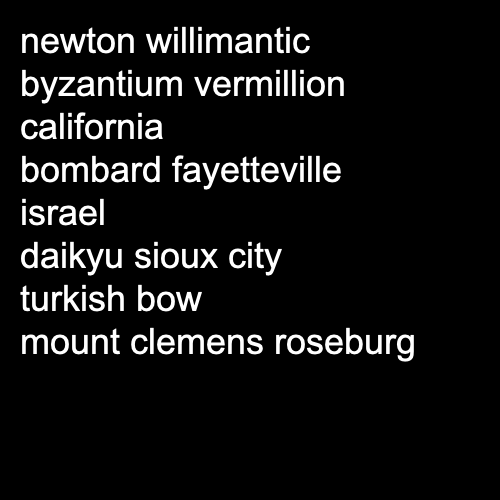 newton willimantic
byzantium vermillion
california
bombard fayetteville
israel
daikyu sioux city
turkish bow
mount clemens roseburg